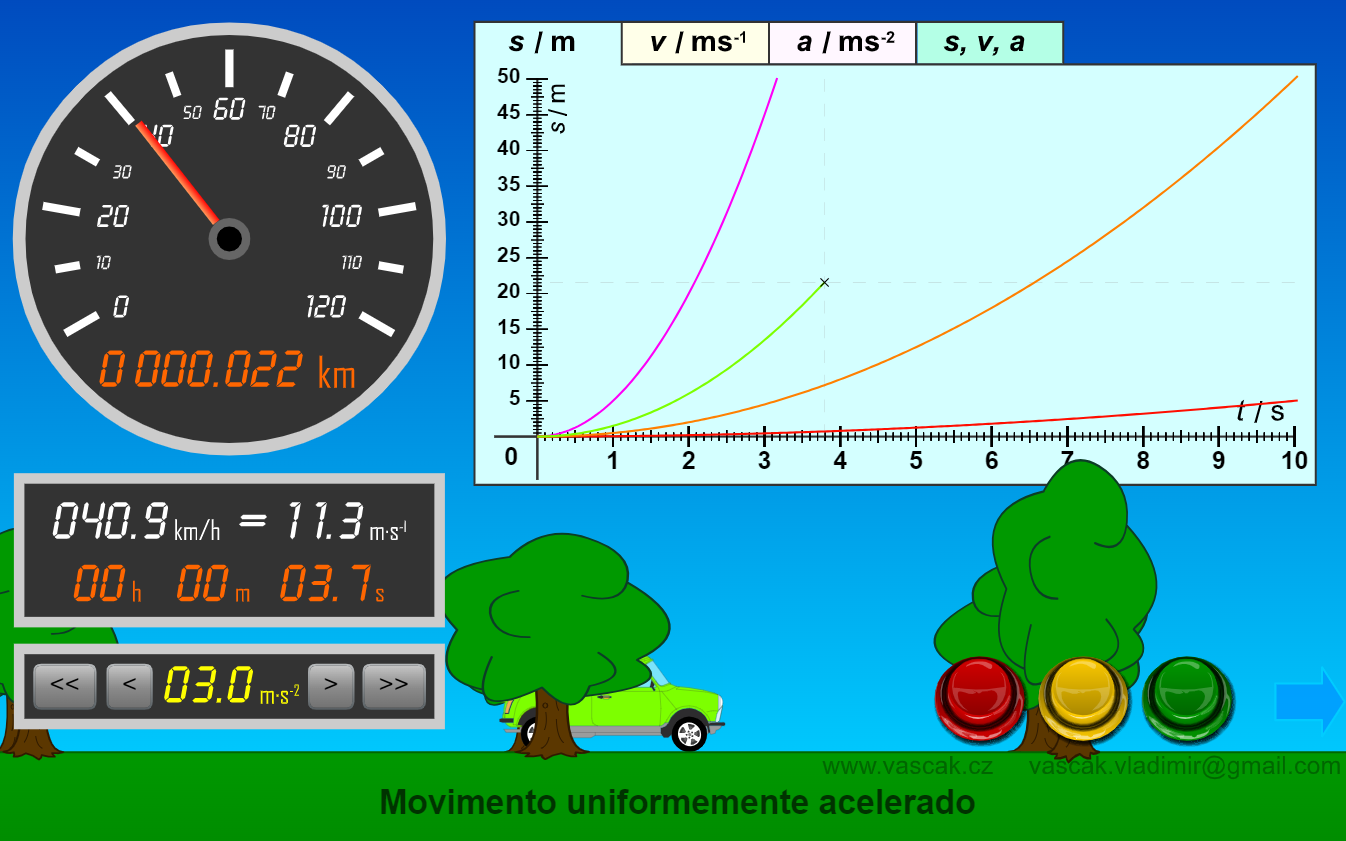 s / m
v / ms-1
a / ms-2
s, v, a
50
45
40
35
30
25
20
15
10
5
0
s / m
t / s
1 2 3 4 5 6 7 8 9 10
0 10 20 30 40 50 60 70 80 90 100 110 120
0 000.022 km
040.9 km/h = 11.3 m·s-1
00 h 00 m 03.7 s
<< < 03.0 m·s-2 > >>
www.vascak.cz vascak.vladimir@gmail.com
Movimento uniformemente acelerado